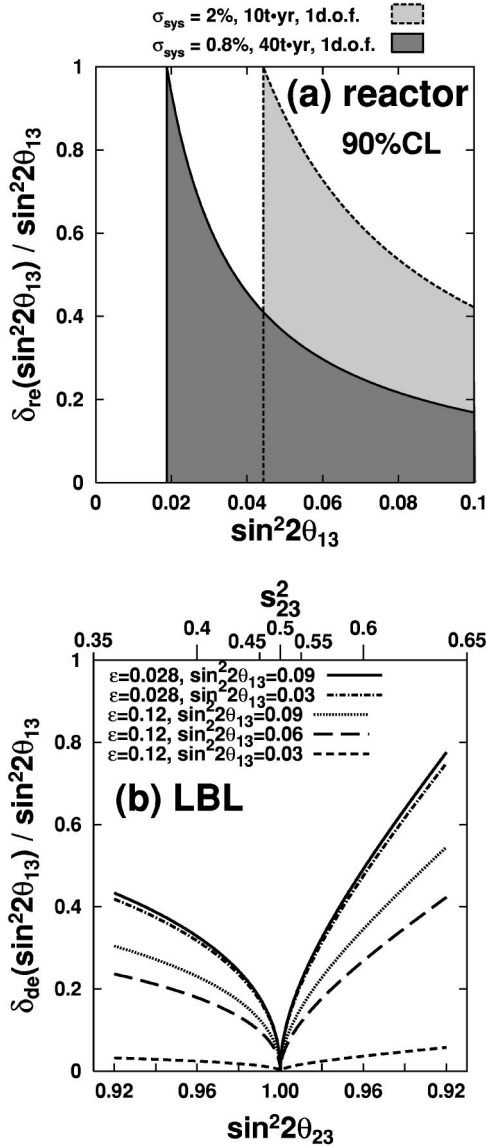 σsys = 2%, 10t•yr, 1d.o.f.
σsys = 0.8%, 40t•yr, 1d.o.f.
(a) reactor
90%CL
δre(sin²2θ13) / sin²2θ13
1
0.8
0.6
0.4
0.2
0
0 0.02 0.04 0.06 0.08 0.1
sin²2θ13
s²23
0.35 0.4 0.45 0.5 0.55 0.6 0.65
ε=0.028, sin²2θ13=0.09
ε=0.028, sin²2θ13=0.03
ε=0.12, sin²2θ13=0.09
ε=0.12, sin²2θ13=0.06
ε=0.12, sin²2θ13=0.03
(b) LBL
δde(sin²2θ13) / sin²2θ13
1
0.8
0.6
0.4
0.2
0
0.92 0.96 1.00 0.96 0.92
sin²2θ23